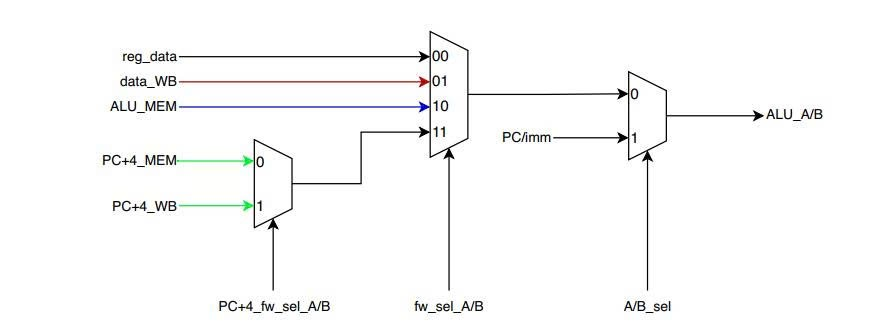 reg_data
00
data_WB
01
ALU_MEM
10
11
PC+4_MEM
0
PC+4_WB
1
0
PC/imm
1
ALU_A/B
PC+4_fw_sel_A/B
fw_sel_A/B
A/B_sel